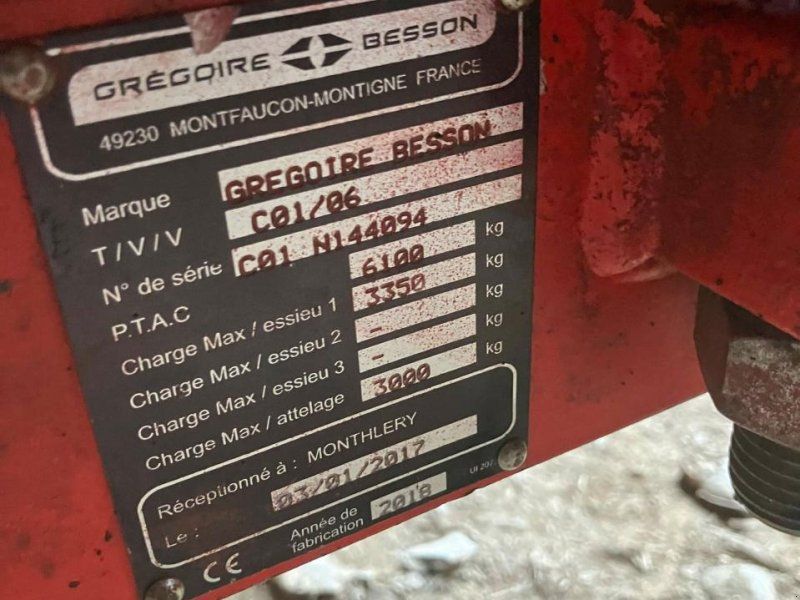 GRÉGOIRE BESSON
49230 MONTFAUCON-MONTIGNE FRANCE
Marque GREGOIRE BESSON
T / V / V C01/06
N° de série C01 N144094
P.T.A.C 6100 kg
Charge Max / essieu 1 3350 kg
Charge Max / essieu 2 - kg
Charge Max / essieu 3 - kg
Charge Max / attelage 3000 kg
Réceptionné à : MONTHLERY
Le : 03/01/2017
Année de fabrication 2018
CE